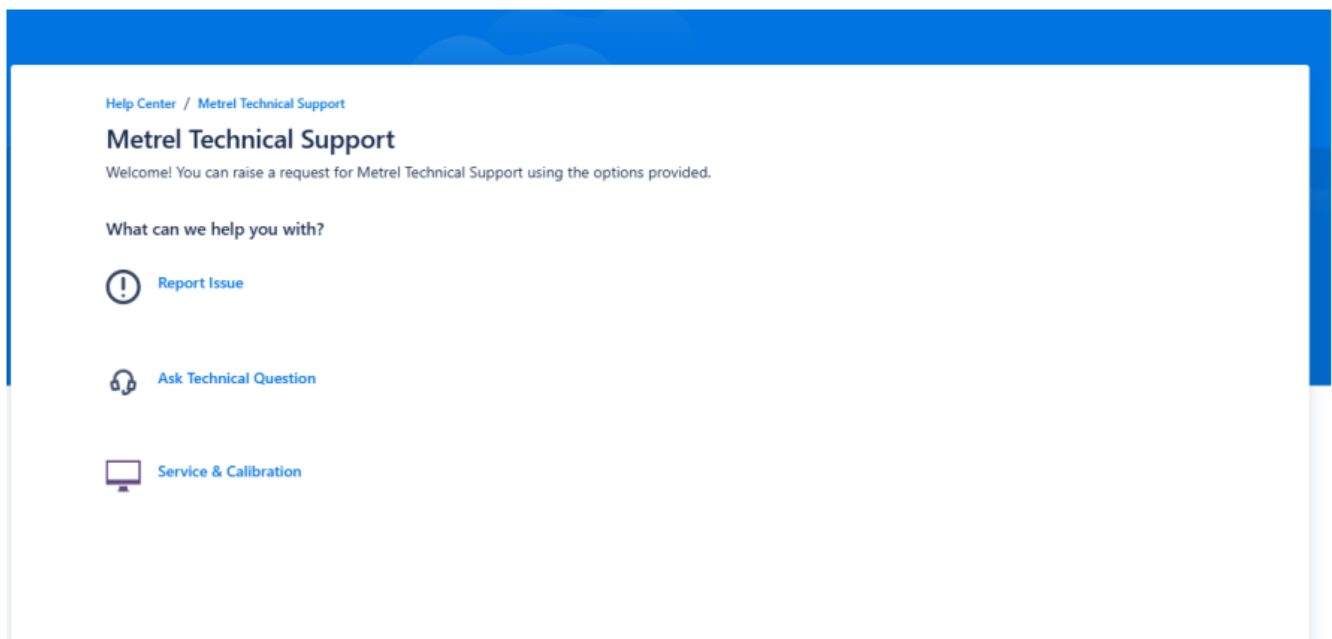 Help Center / Metrel Technical Support
Metrel Technical Support
Welcome! You can raise a request for Metrel Technical Support using the options provided.
What can we help you with?
Report Issue
Ask Technical Question
Service & Calibration